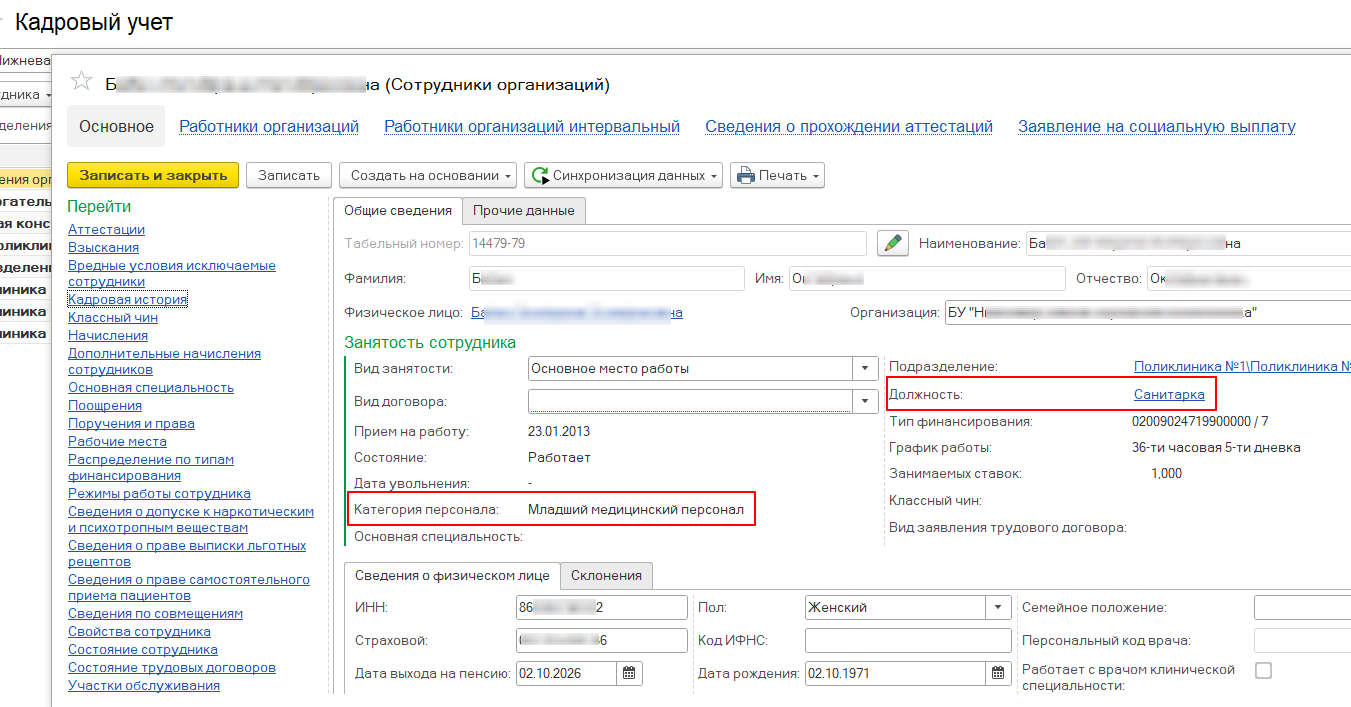 Кадровый учет
(Сотрудники организаций)
Основное Работники организаций Работники организаций интервальный Сведения о прохождении аттестаций Заявление на социальную выплату
Записать и закрыть Записать Создать на основании Синхронизация данных Печать
Перейти
Аттестации
Взыскания
Вредные условия исключаемые
сотрудники
Кадровая история
Классный чин
Начисления
Дополнительные начисления
сотрудников
Основная специальность
Поощрения
Поручения и права
Рабочие места
Распределение по типам
финансирования
Режимы работы сотрудника
Сведения о допуске к наркотическим
и психотропным веществам
Сведения о праве выписки льготных
рецептов
Сведения о праве самостоятельного
приема пациентов
Сведения по совмещениям
Свойства сотрудника
Состояние сотрудника
Состояние трудовых договоров
Участки обслуживания
Общие сведения Прочие данные
Табельный номер: 14479-79 Наименование:
Фамилия: Имя: Отчество:
Физическое лицо: Организация: БУ
Занятость сотрудника
Вид занятости: Основное место работы
Вид договора:
Прием на работу: 23.01.2013
Состояние: Работает
Дата увольнения: -
Категория персонала: Младший медицинский персонал
Основная специальность:
Подразделение: Поликлиника №1\Поликлиника
Должность: Санитарка
Тип финансирования: 02009024719900000 / 7
График работы: 36-ти часовая 5-ти дневка
Занимаемых ставок: 1,000
Классный чин:
Вид заявления трудового договора:
Сведения о физическом лице Склонения
ИНН: Пол: Женский Семейное положение:
Страховой: Код ИФНС: Персональный код врача:
Дата выхода на пенсию: 02.10.2026 Дата рождения: 02.10.1971 Работает с врачом клинической
специальности: